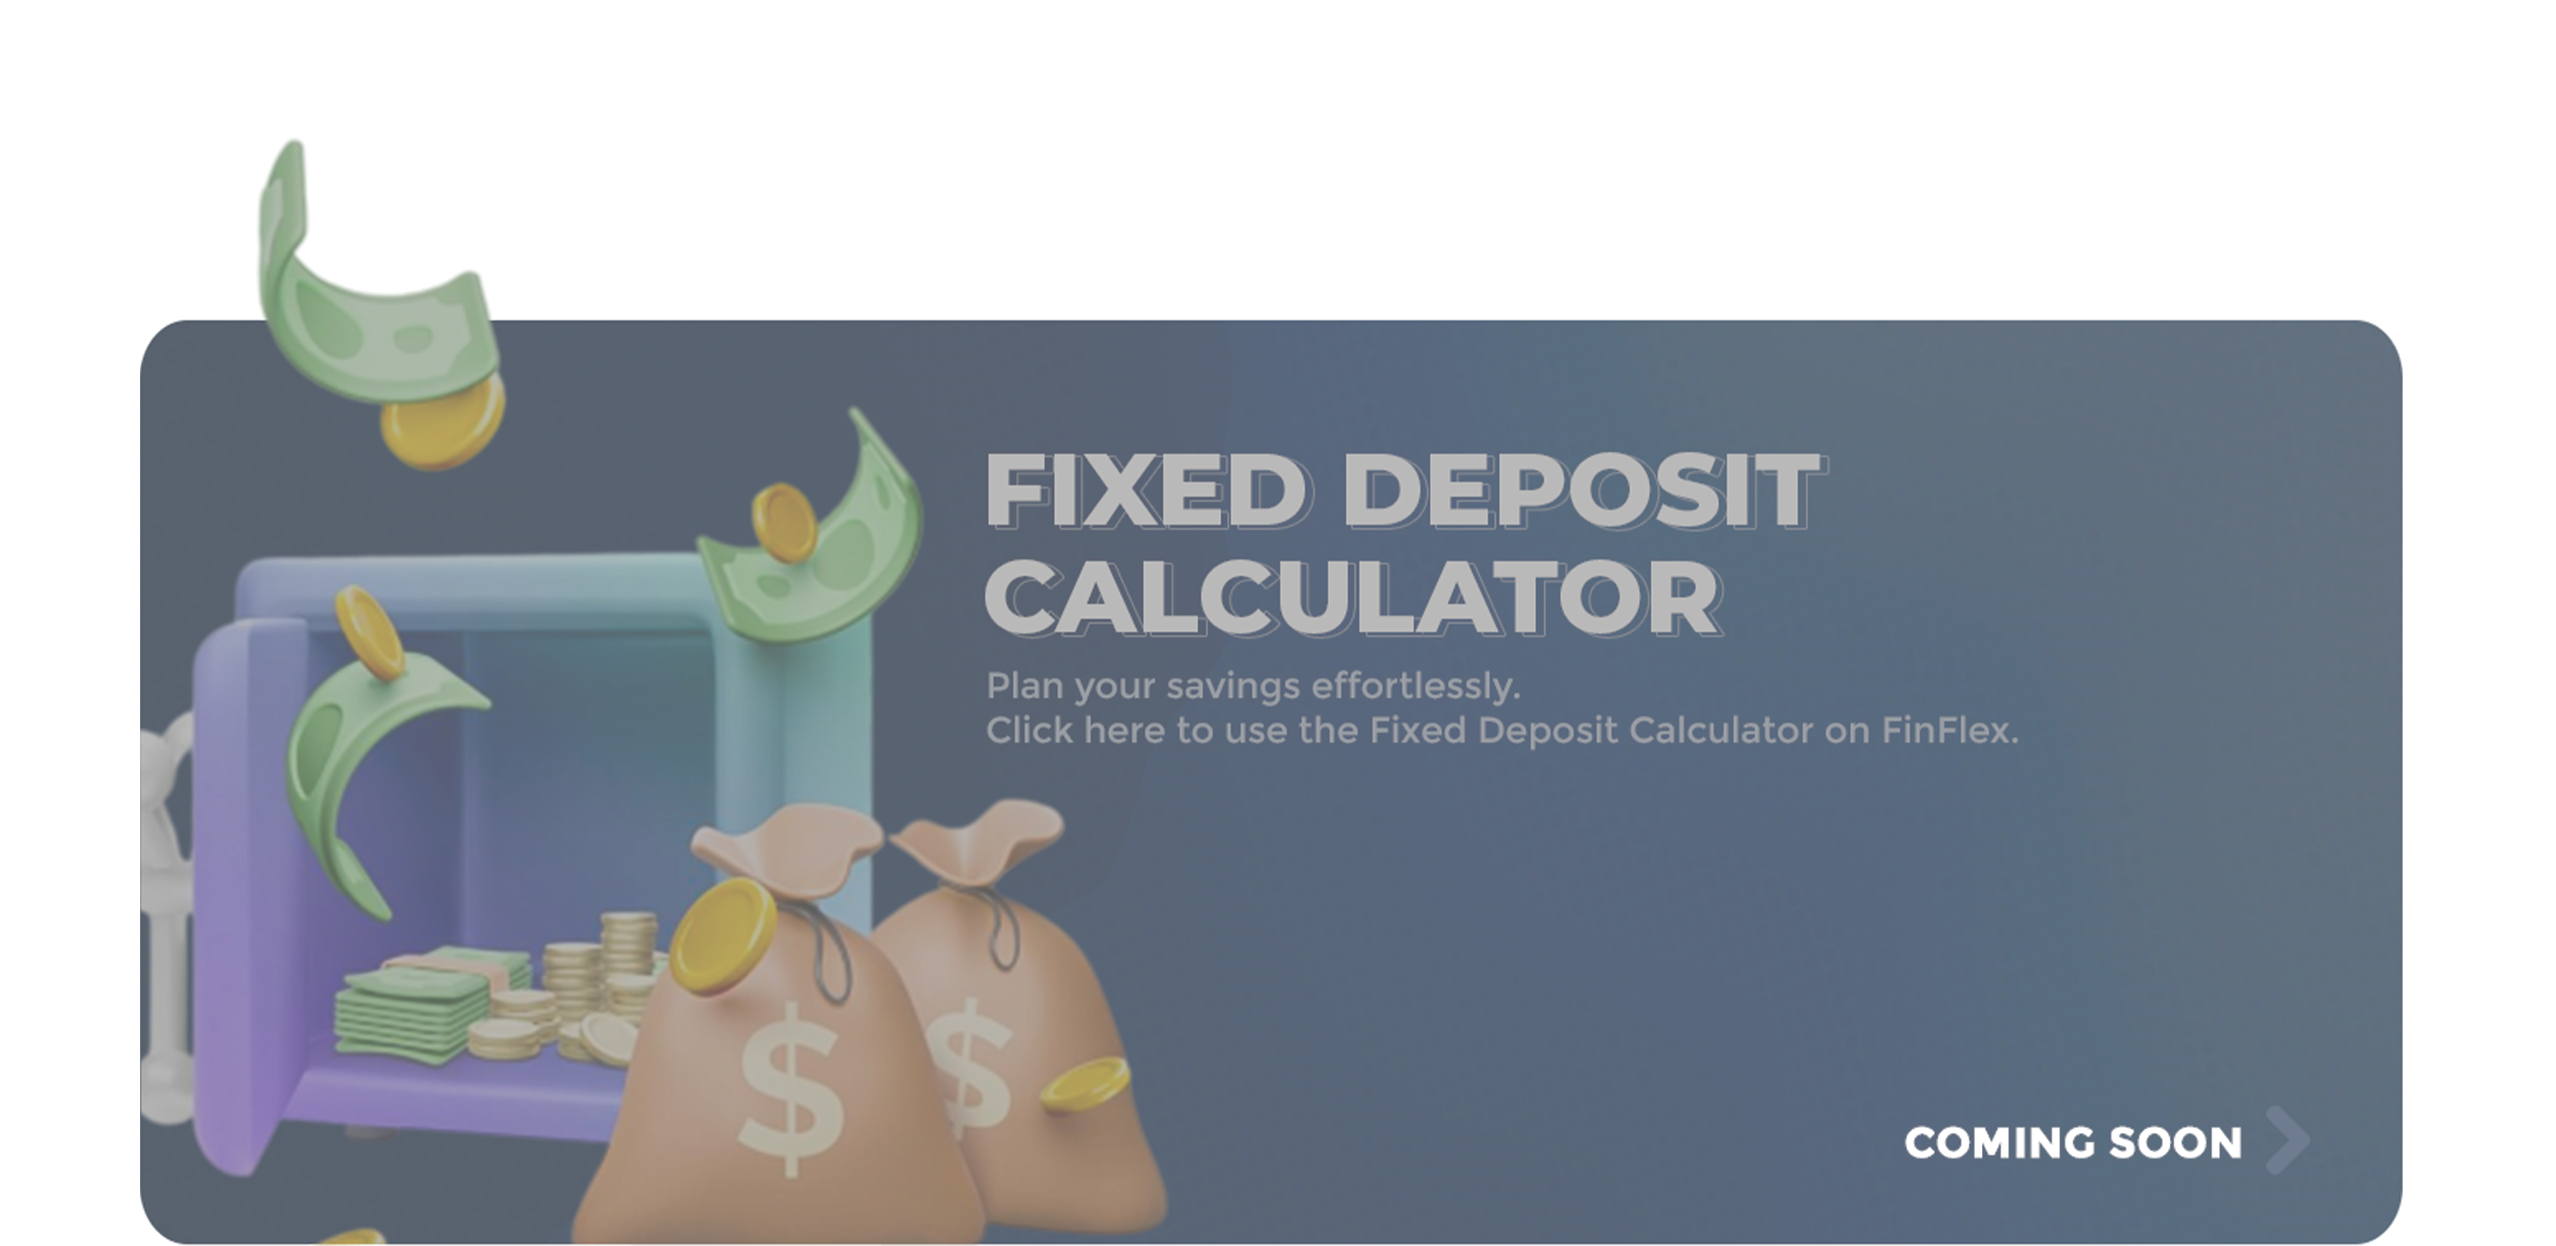 FIXED DEPOSIT
CALCULATOR
Plan your savings effortlessly.
Click here to use the Fixed Deposit Calculator on FinFlex.
$
$
COMING SOON